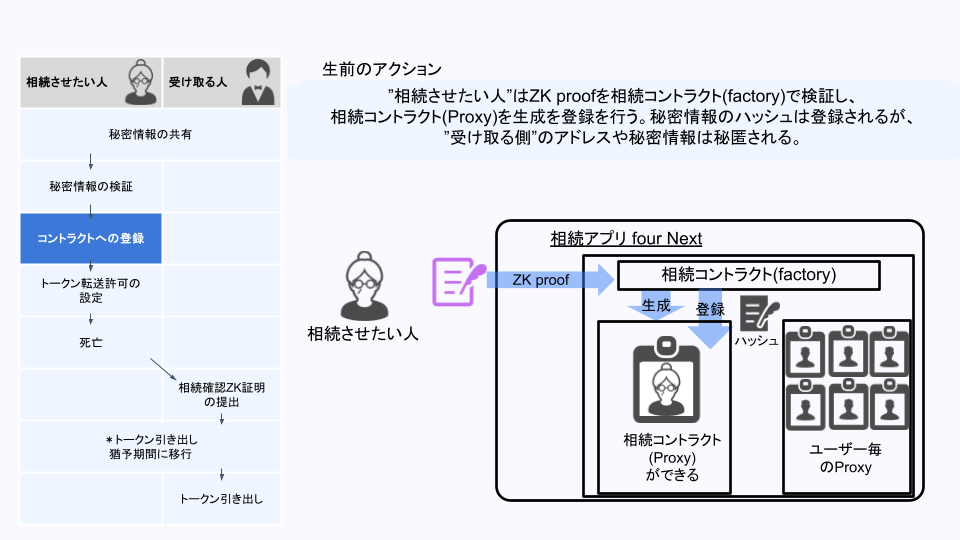 相続させたい人
受け取る人
秘密情報の共有
秘密情報の検証
コントラクトへの登録
トークン転送許可の
設定
死亡
相続確認ZK証明
の提出
*トークン引き出し
猶予期間に移行
トークン引き出し
生前のアクション
”相続させたい人”はZK proofを相続コントラクト(factory)で検証し、
相続コントラクト(Proxy)を生成を登録を行う。秘密情報のハッシュは登録されるが、
”受け取る側”のアドレスや秘密情報は秘匿される。
相続アプリ four Next
相続コントラクト(factory)
ZK proof
生成
登録
ハッシュ
相続させたい人
相続コントラクト
(Proxy)
ができる
ユーザー毎
のProxy